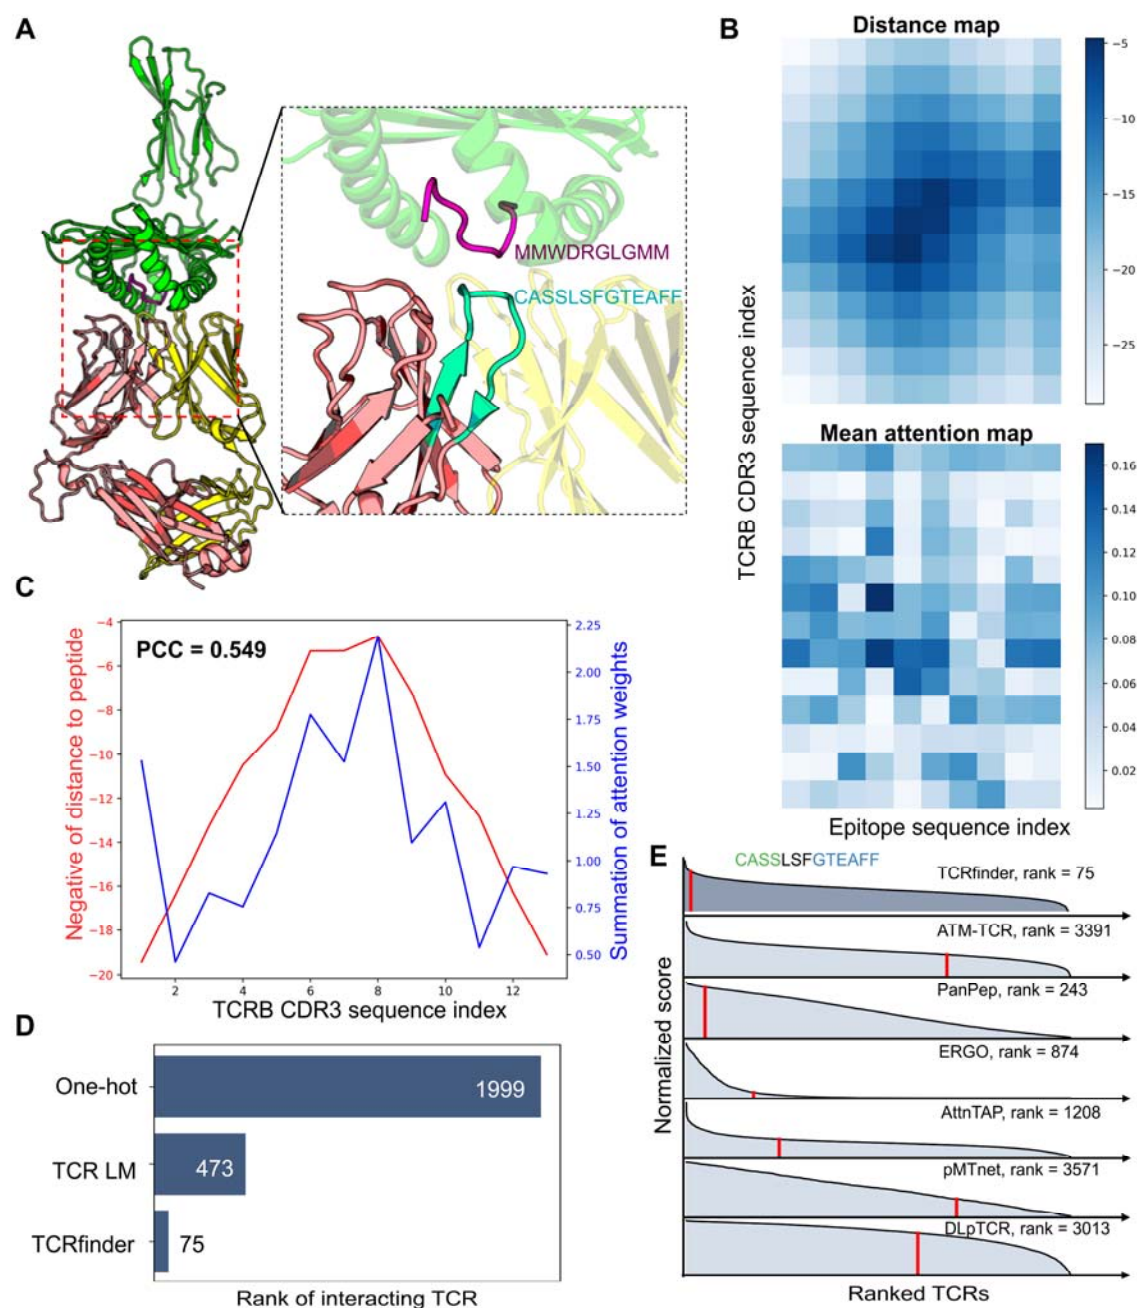 A
MMWDRGLGMM
CASSLSFGTEAFF
B
Distance map
−5
−10
−15
−20
−25
TCRB CDR3 sequence index
Mean attention map
0.16
0.14
0.12
0.10
0.08
0.06
0.04
0.02
Epitope sequence index
C
PCC = 0.549
Negative of distance to peptide
−4
−6
−8
−10
−12
−14
−16
−18
−20
2.25
2.00
1.75
1.50
1.25
1.00
0.75
0.50
Summation of attention weights
2 4 6 8 10 12
TCRB CDR3 sequence index
D
One-hot 1999
TCR LM 473
TCRfinder 75
Rank of interacting TCR
E
CASSLSFGTEAFF
TCRfinder, rank = 75
ATM-TCR, rank = 3391
PanPep, rank = 243
ERGO, rank = 874
AttnTAP, rank = 1208
pMTnet, rank = 3571
DLpTCR, rank = 3013
Normalized score
Ranked TCRs